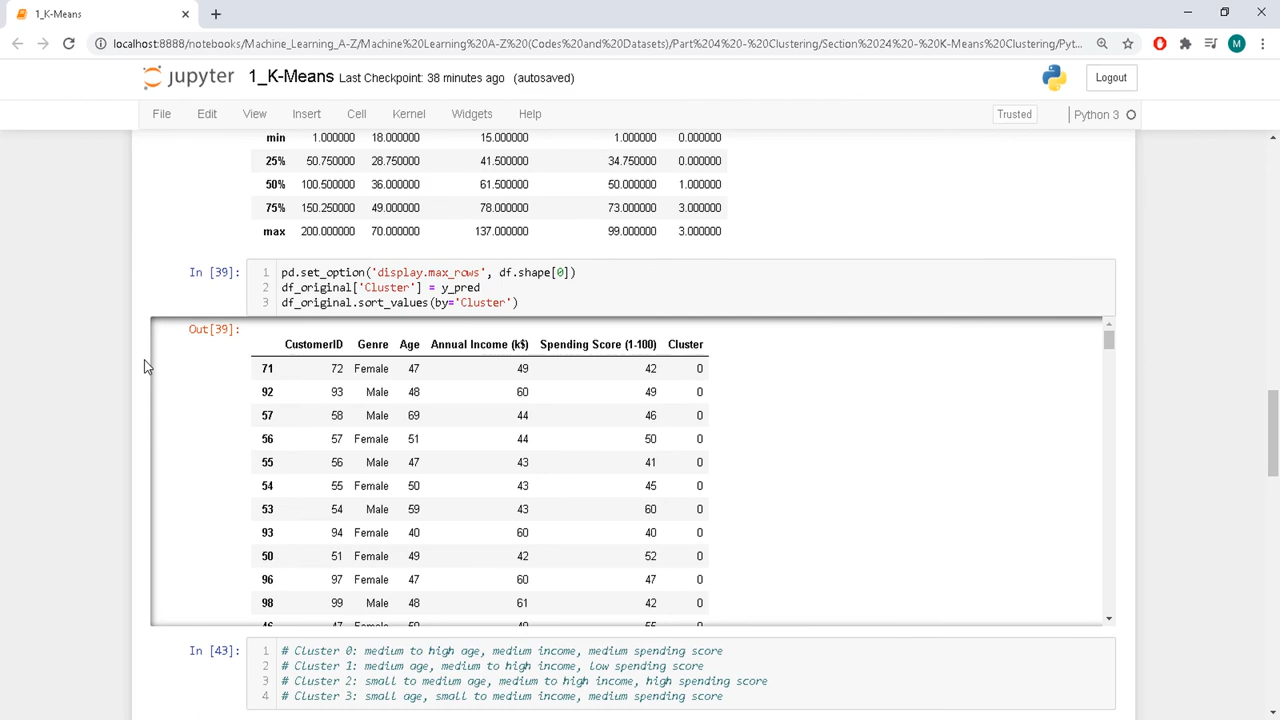 1_K-Means
localhost:8888/notebooks/Machine_Learning_A-Z/Machine%20Learning%20A-Z%20(Codes%20and%20Datasets)/Part%204%20-%20Clustering/Section%2024%20-%20K-Means%20Clustering/Pyt...
M
jupyter 1_K-Means Last Checkpoint: 38 minutes ago (autosaved)
Logout
File Edit View Insert Cell Kernel Widgets Help Trusted Python 3
min 1.000000 18.000000 15.000000 1.000000 0.000000
25% 50.750000 28.750000 41.500000 34.750000 0.000000
50% 100.500000 36.000000 61.500000 50.000000 1.000000
75% 150.250000 49.000000 78.000000 73.000000 3.000000
max 200.000000 70.000000 137.000000 99.000000 3.000000
In [39]: 1 pd.set_option('display.max_rows', df.shape[0])
2 df_original['Cluster'] = y_pred
3 df_original.sort_values(by='Cluster')
Out[39]:
CustomerID Genre Age Annual Income (k$) Spending Score (1-100) Cluster
71 72 Female 47 49 42 0
92 93 Male 48 60 49 0
57 58 Male 69 44 46 0
56 57 Female 51 44 50 0
55 56 Male 47 43 41 0
54 55 Female 50 43 45 0
53 54 Male 59 43 60 0
93 94 Female 40 60 40 0
50 51 Female 49 42 52 0
96 97 Female 47 60 47 0
98 99 Male 48 61 42 0
In [43]: 1 # Cluster 0: medium to high age, medium income, medium spending score
2 # Cluster 1: medium age, medium to high income, low spending score
3 # Cluster 2: small to medium age, medium to high income, high spending score
4 # Cluster 3: small age, small to medium income, medium spending score